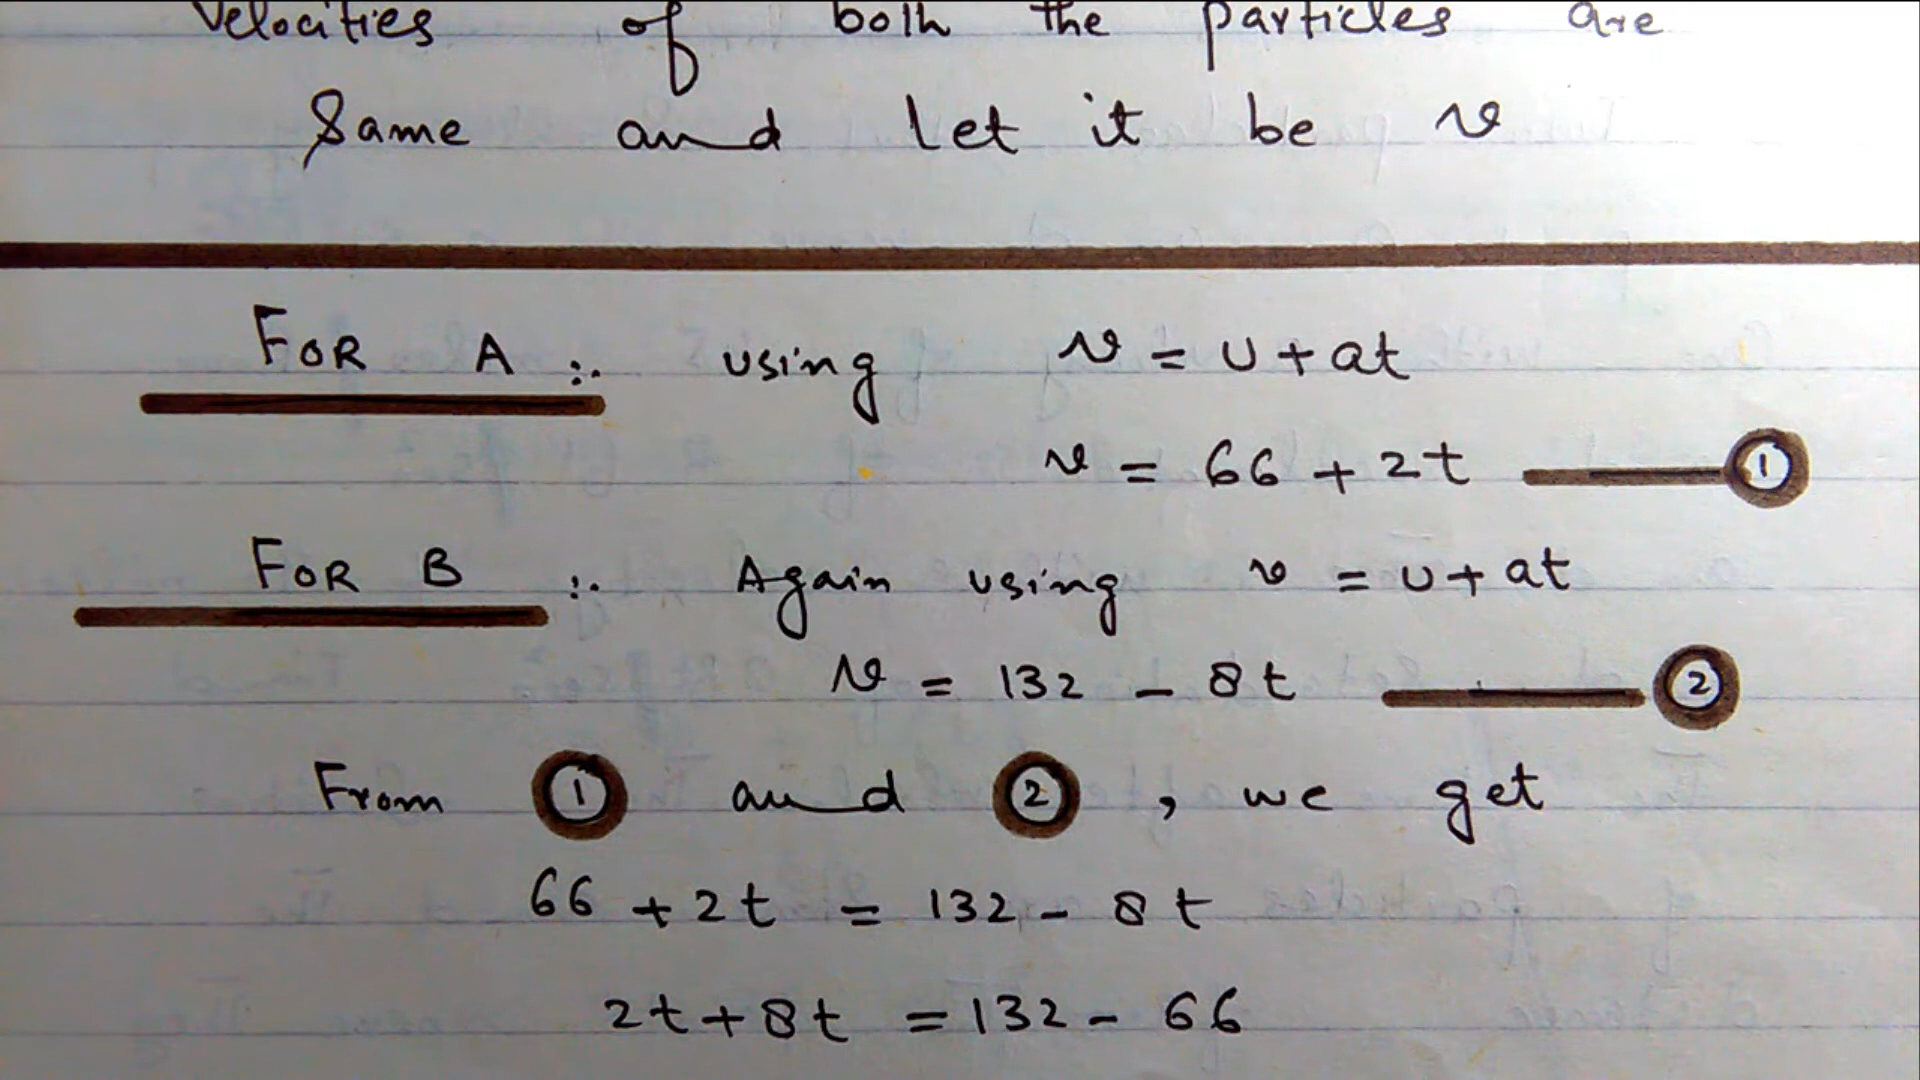 Velocities of both the particles are
Same and let it be v
FOR A :. using v = u + at
v = 66 + 2t ——— 1
FOR B :. Again using v = u + at
v = 132 - 8t ——— 2
From 1 and 2 , we get
66 + 2t = 132 - 8t
2t + 8t = 132 - 66